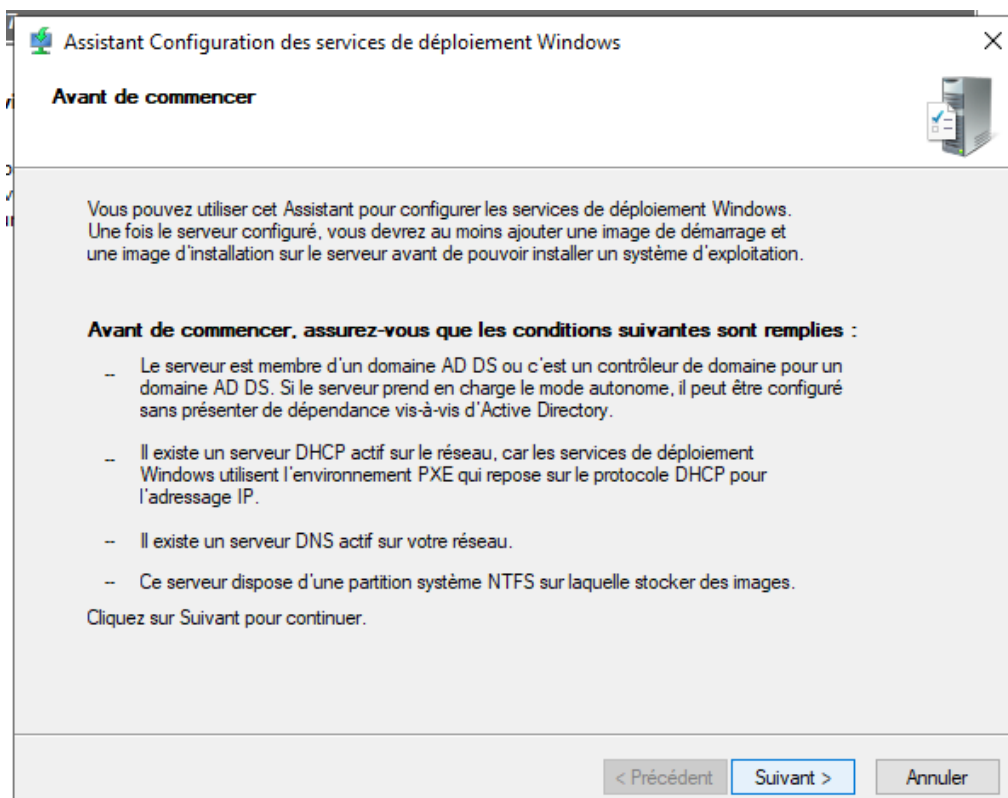 Assistant Configuration des services de déploiement Windows
Avant de commencer
Vous pouvez utiliser cet Assistant pour configurer les services de déploiement Windows.
Une fois le serveur configuré, vous devrez au moins ajouter une image de démarrage et
une image d'installation sur le serveur avant de pouvoir installer un système d'exploitation.
Avant de commencer, assurez-vous que les conditions suivantes sont remplies :
-- Le serveur est membre d'un domaine AD DS ou c'est un contrôleur de domaine pour un
domaine AD DS. Si le serveur prend en charge le mode autonome, il peut être configuré
sans présenter de dépendance vis-à-vis d'Active Directory.
-- Il existe un serveur DHCP actif sur le réseau, car les services de déploiement
Windows utilisent l'environnement PXE qui repose sur le protocole DHCP pour
l'adressage IP.
-- Il existe un serveur DNS actif sur votre réseau.
-- Ce serveur dispose d'une partition système NTFS sur laquelle stocker des images.
Cliquez sur Suivant pour continuer.
< Précédent Suivant > Annuler